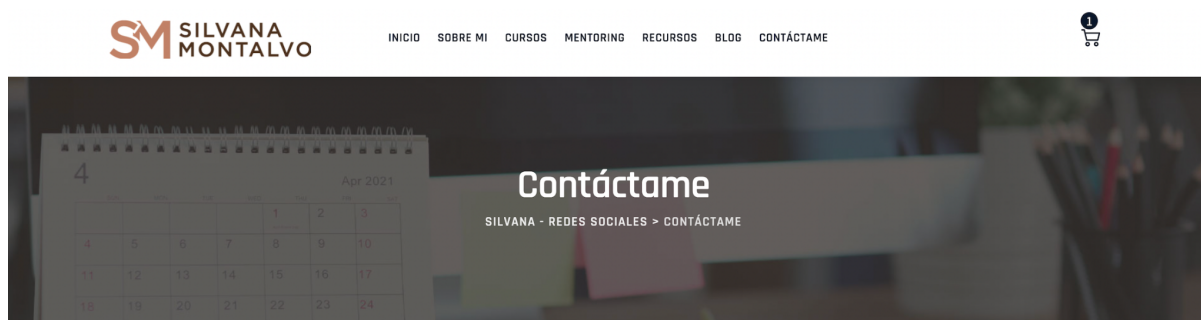 SM SILVANA
MONTALVO
INICIO SOBRE MI CURSOS MENTORING RECURSOS BLOG CONTÁCTAME
1
4
Apr 2021
Contáctame
SILVANA - REDES SOCIALES > CONTÁCTAME
1 2 3
4 5 6 7 8 9 10
11 12 13 14 15 16 17
18 19 20 21 22 23 24